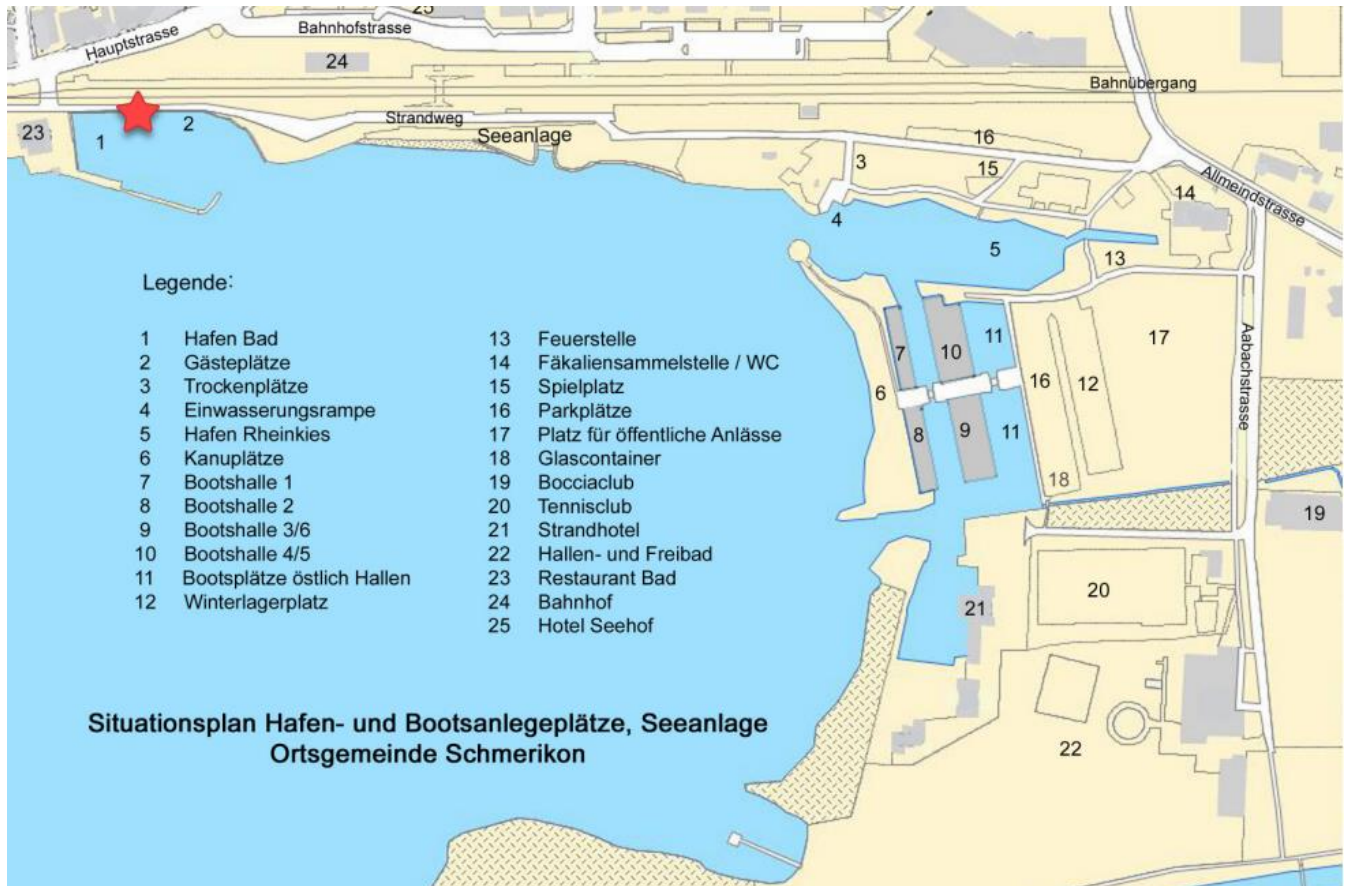 25
Bahnhofstrasse
Hauptstrasse
24
Bahnübergang
23
1
2
Strandweg
Seeanlage
16
3
15
Allmeindstrasse
14
4
5
13
Legende:
1 Hafen Bad
2 Gästeplätze
3 Trockenplätze
4 Einwasserungsrampe
5 Hafen Rheinkies
6 Kanuplätze
7 Bootshalle 1
8 Bootshalle 2
9 Bootshalle 3/6
10 Bootshalle 4/5
11 Bootsplätze östlich Hallen
12 Winterlagerplatz
13 Feuerstelle
14 Fäkaliensammelstelle / WC
15 Spielplatz
16 Parkplätze
17 Platz für öffentliche Anlässe
18 Glascontainer
19 Bocciaclub
20 Tennisclub
21 Strandhotel
22 Hallen- und Freibad
23 Restaurant Bad
24 Bahnhof
25 Hotel Seehof
7
10
11
17
Aabachstrasse
6
16
12
8
9
11
18
19
20
21
22
Situationsplan Hafen- und Bootsanlegeplätze, Seeanlage
Ortsgemeinde Schmerikon